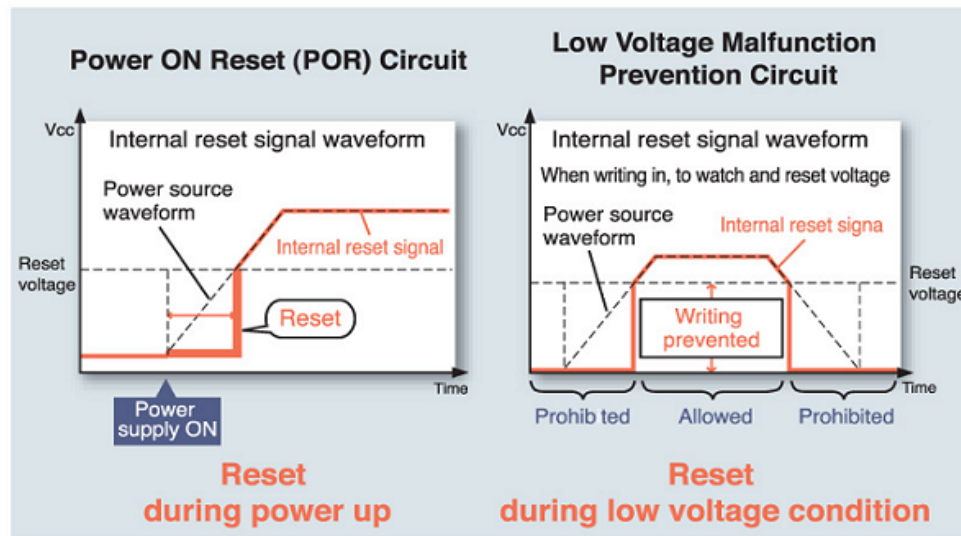 Power ON Reset (POR) Circuit
Vcc
Internal reset signal waveform
Power source
waveform
Internal reset signal
Reset
voltage
Reset
Time
Power
supply ON
Reset
during power up
Low Voltage Malfunction
Prevention Circuit
Vcc
Internal reset signal waveform
When writing in, to watch and reset voltage
Power source
waveform
Internal reset signa
Reset
voltage
Writing
prevented
Time
Prohib ted
Allowed
Prohibited
Reset
during low voltage condition